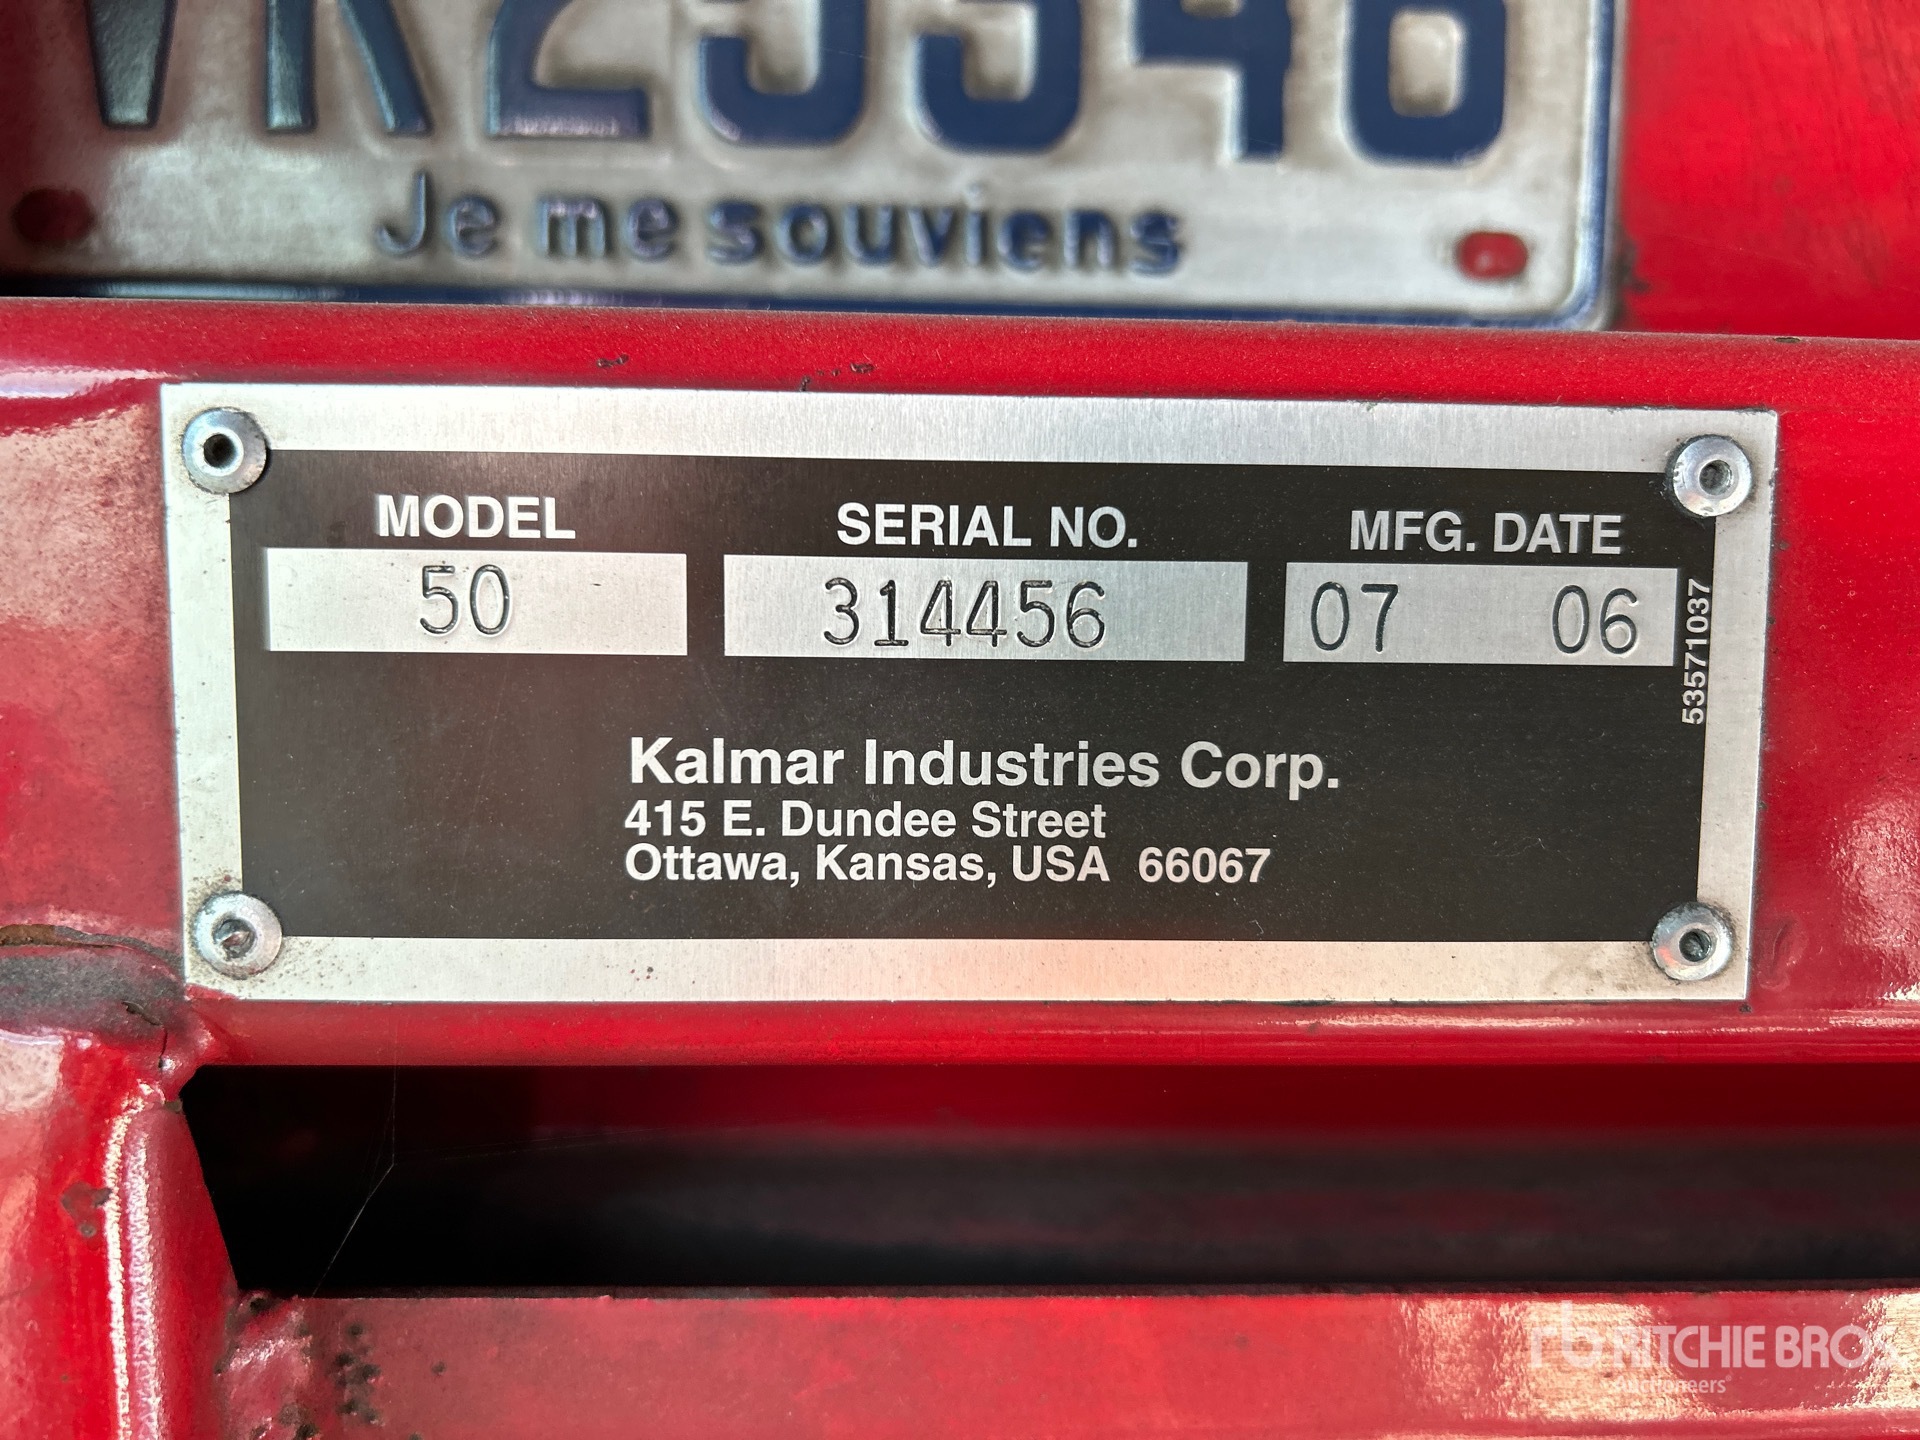 Je me souviens
MODEL SERIAL NO. MFG. DATE
50 314456 07 06
53571037
Kalmar Industries Corp.
415 E. Dundee Street
Ottawa, Kansas, USA 66067
rb RITCHIE BROS
Auctioneers